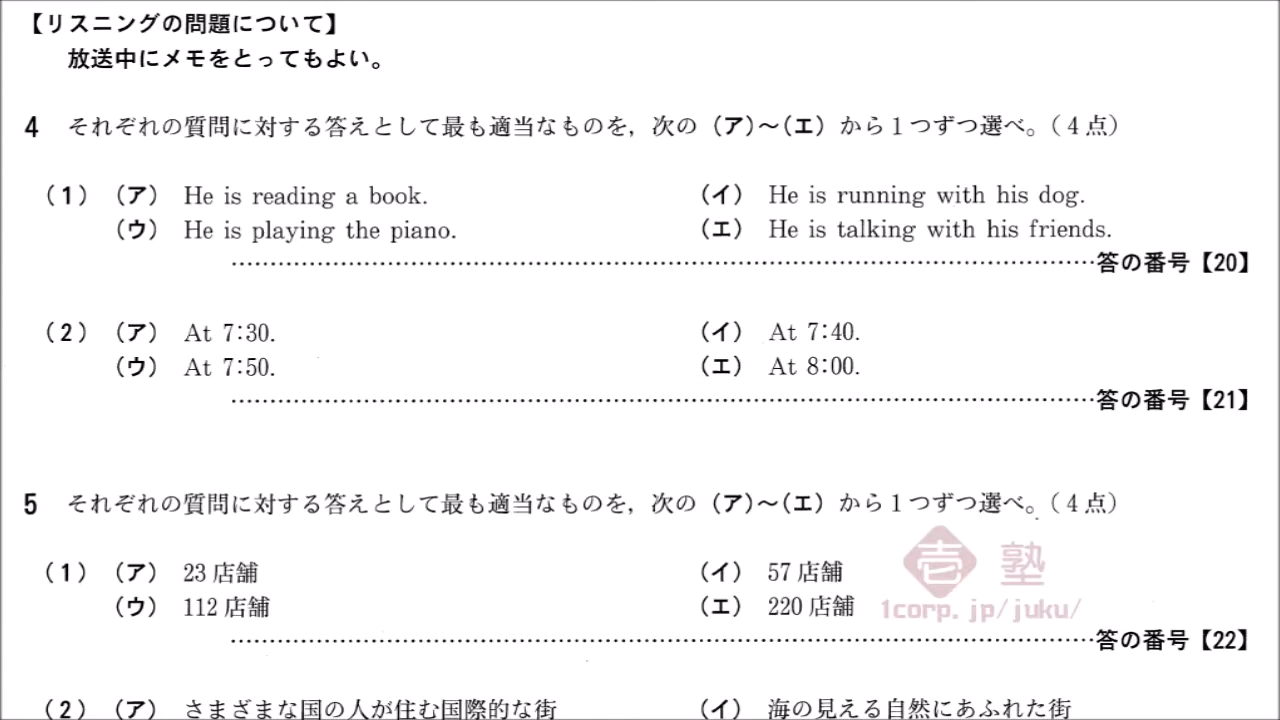 【リスニングの問題について】
放送中にメモをとってもよい。
4 それぞれの質問に対する答えとして最も適当なものを，次の（ア）～（エ）から1つずつ選べ。（4点）
（1）（ア） He is reading a book. （イ） He is running with his dog.
（ウ） He is playing the piano. （エ） He is talking with his friends.
……答の番号【20】
（2）（ア） At 7:30. （イ） At 7:40.
（ウ） At 7:50. （エ） At 8:00.
……答の番号【21】
5 それぞれの質問に対する答えとして最も適当なものを，次の（ア）～（エ）から1つずつ選べ。（4点）
（1）（ア） 23店舗 （イ） 57店舗
（ウ） 112店舗 （エ） 220店舗
壱 塾
1corp.jp/juku/
……答の番号【22】
（2）（ア） さまざまな国の人が住む国際的な街 （イ） 海の見える自然にあふれた街